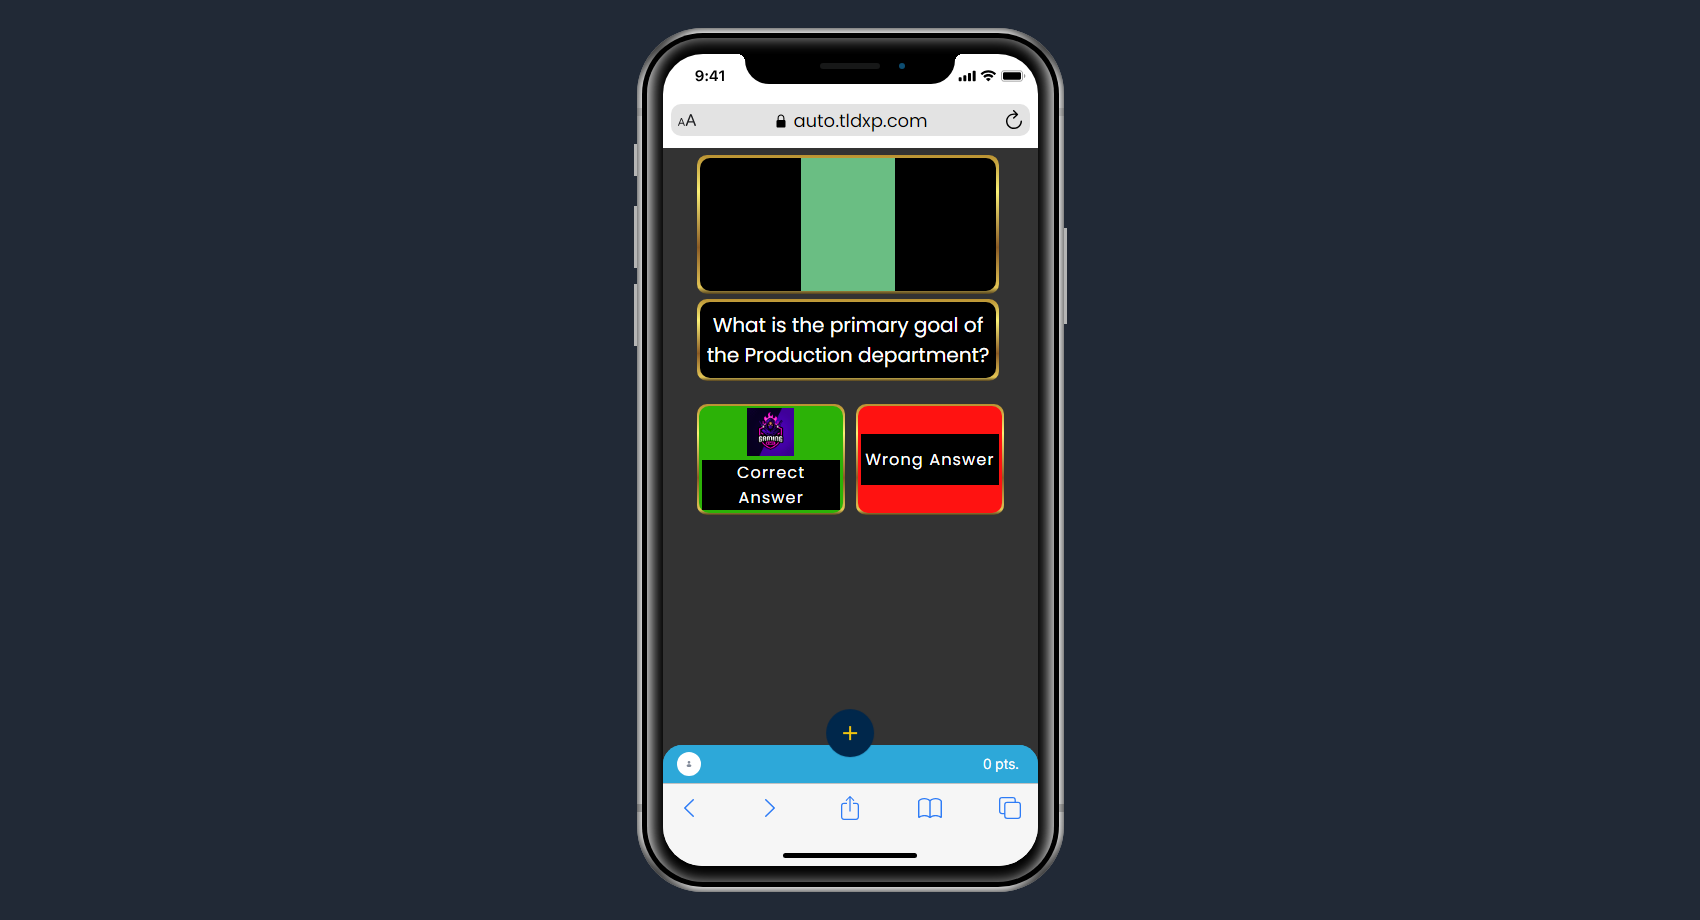 9:41
AA auto.tldxp.com
What is the primary goal of
the Production department?
GAMING
Correct
Answer
Wrong Answer
+
0 pts.